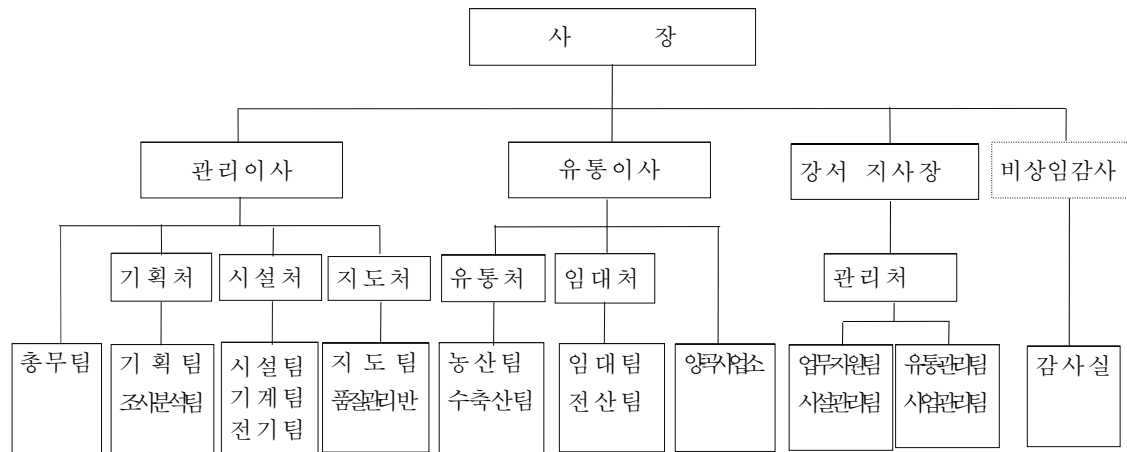 사 장
관리이사
유통이사
강서 지사장
비상임감사
기획처
시설처
지도처
유통처
임대처
관리처
총무팀
기획팀
조사분석팀
시설팀
기계팀
전기팀
지도팀
품질관리반
농산팀
수축산팀
임대팀
전산팀
양곡사업소
업무지원팀
시설관리팀
유통관리팀
사업관리팀
감사실